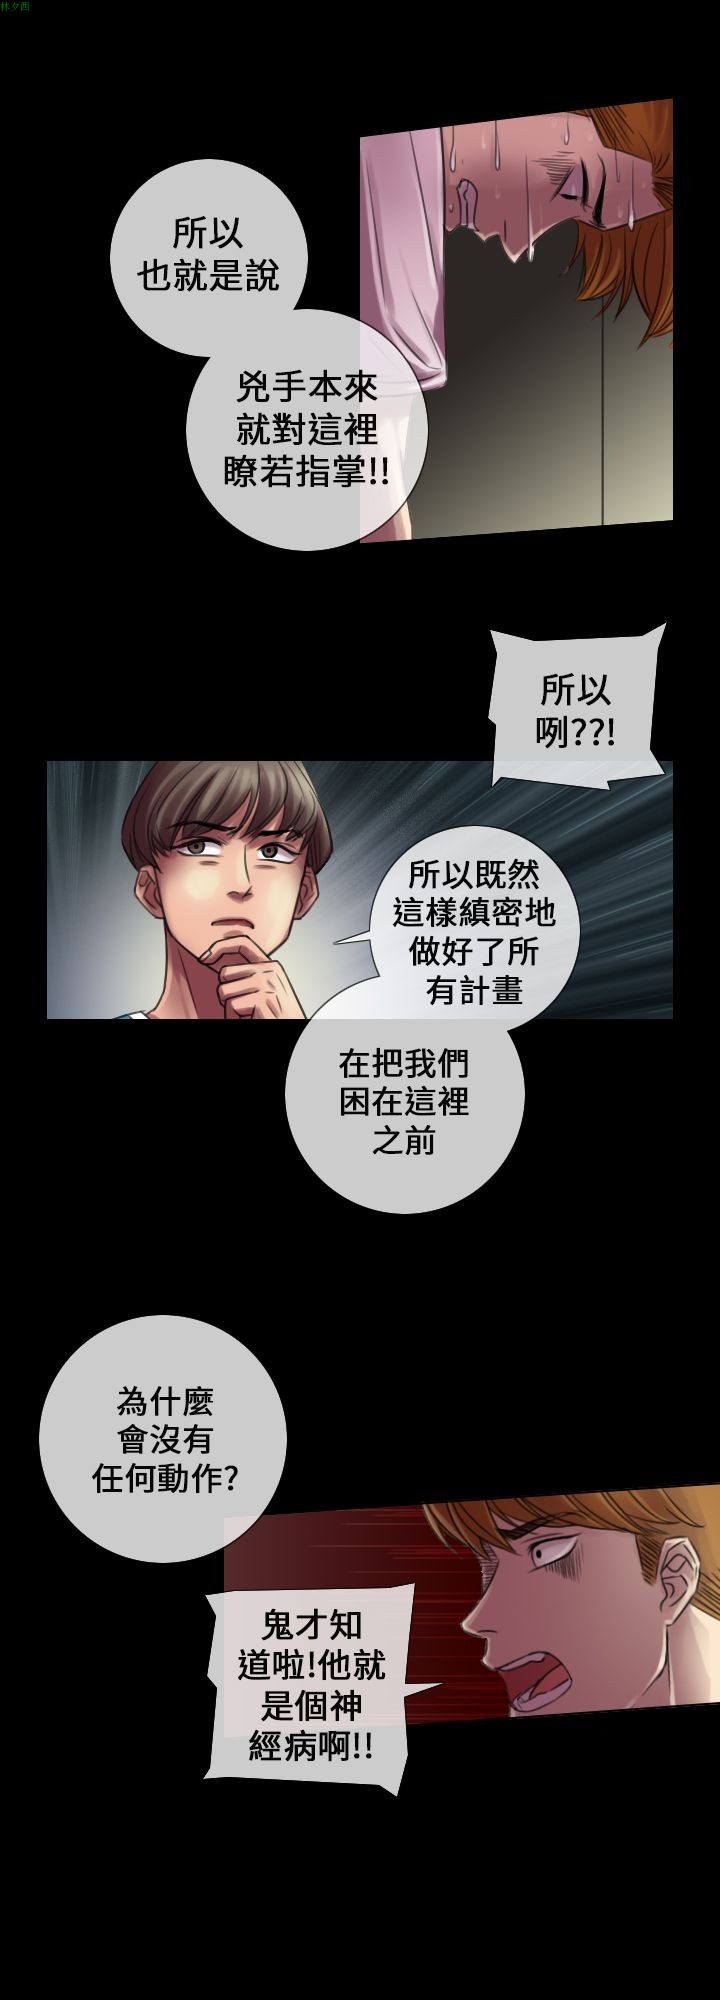 林夕西
所以
也就是說
兇手本來
就對這裡
瞭若指掌!!
所以
咧??!
所以既然
這樣縝密地
做好了所
有計畫
在把我們
困在這裡
之前
為什麼
會沒有
任何動作?
鬼才知
道啦!他就
是個神
經病啊!!